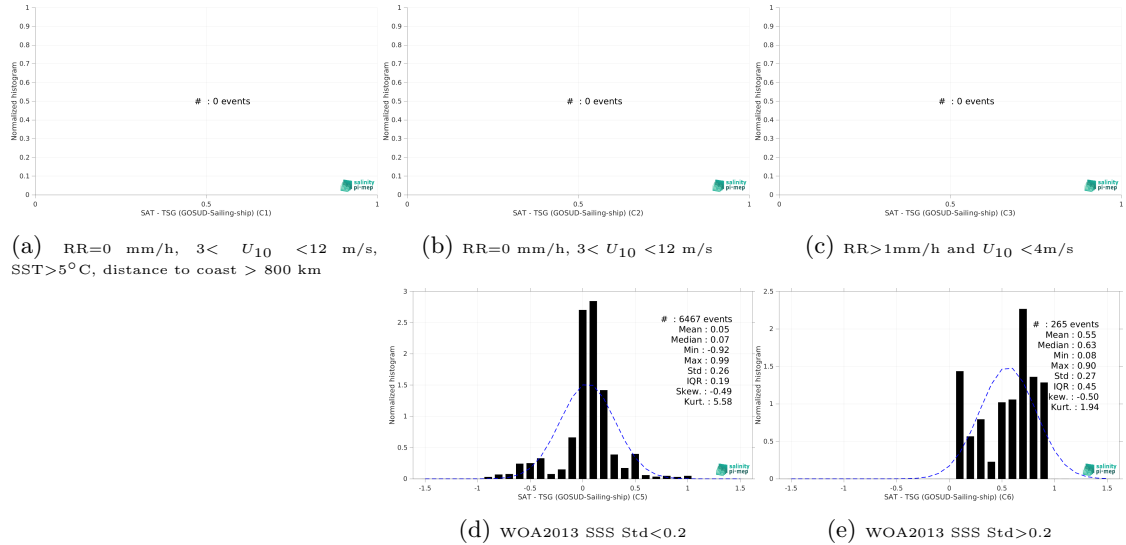 1
0.9
0.8
0.7
0.6
0.5
0.4
0.3
0.2
0.1
0
Normalized histogram
# : 0 events
salinity
pi-mep
0 0.5 1
SAT - TSG (GOSUD-Sailing-ship) (C1)
(a) RR=0 mm/h, 3< U10 <12 m/s,
SST>5°C, distance to coast > 800 km
1
0.9
0.8
0.7
0.6
0.5
0.4
0.3
0.2
0.1
0
Normalized histogram
# : 0 events
salinity
pi-mep
0 0.5 1
SAT - TSG (GOSUD-Sailing-ship) (C2)
(b) RR=0 mm/h, 3< U10 <12 m/s
1
0.9
0.8
0.7
0.6
0.5
0.4
0.3
0.2
0.1
0
Normalized histogram
# : 0 events
salinity
pi-mep
0 0.5 1
SAT - TSG (GOSUD-Sailing-ship) (C3)
(c) RR>1mm/h and U10 <4m/s
3
2.5
2
1.5
1
0.5
0
Normalized histogram
# : 6467 events
Mean : 0.05
Median : 0.07
Min : -0.92
Max : 0.99
Std : 0.26
IQR : 0.19
Skew. : -0.49
Kurt. : 5.58
salinity
pi-mep
-1.5 -1 -0.5 0 0.5 1 1.5
SAT - TSG (GOSUD-Sailing-ship) (C5)
(d) WOA2013 SSS Std<0.2
2.5
2
1.5
1
0.5
0
Normalized histogram
# : 265 events
Mean : 0.55
Median : 0.63
Min : 0.08
Max : 0.90
Std : 0.27
IQR : 0.45
kew. : -0.50
Kurt. : 1.94
salinity
pi-mep
-1.5 -1 -0.5 0 0.5 1 1.5
SAT - TSG (GOSUD-Sailing-ship) (C6)
(e) WOA2013 SSS Std>0.2